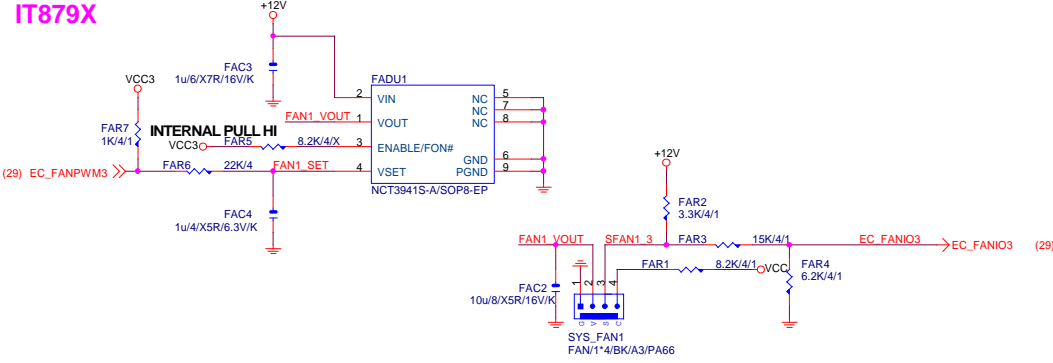 IT879X
+12V
FAC3
1u/6/X7R/16V/K
VCC3
FADU1
2 VIN NC 5
NC 7
FAN1_VOUT 1 VOUT NC 8
FAR7
1K/4/1
INTERNAL PULL HI
VCC3 FAR5 8.2K/4/X 3 ENABLE/FON#
GND 6
(29) EC_FANPWM3 FAR6 22K/4 FAN1_SET 4 VSET PGND 9
NCT3941S-A/SOP8-EP
FAC4
1u/4/X5R/6.3V/K
+12V
FAR2
3.3K/4/1
FAN1_VOUT SFAN1_3 FAR3 15K/4/1 EC_FANIO3 EC_FANIO3 (29)
FAR1 8.2K/4/1 VCC FAR4
6.2K/4/1
FAC2
10u/8/X5R/16V/K
1 2 3 4
G V S C
SYS_FAN1
FAN/1*4/BK/A3/PA66